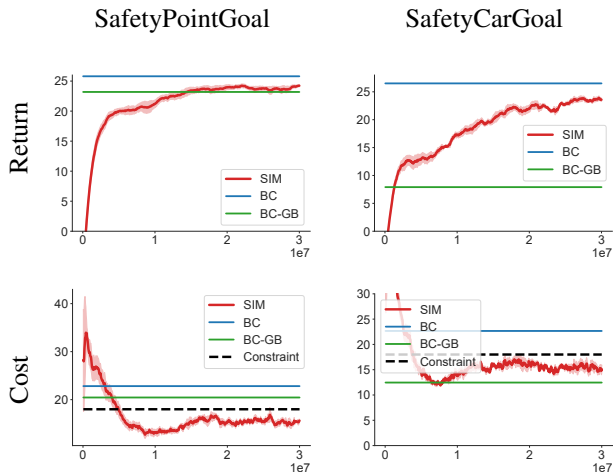 SafetyPointGoal
SafetyCarGoal
Return
25
20
15
10
5
0
SIM
BC
BC-GB
0
1
2
3
1e7
25
20
15
10
5
0
SIM
BC
BC-GB
0
1
2
3
1e7
Cost
40
30
20
SIM
BC
BC-GB
Constraint
0
1
2
3
1e7
30
25
20
15
10
5
0
SIM
BC
BC-GB
Constraint
0
1
2
3
1e7